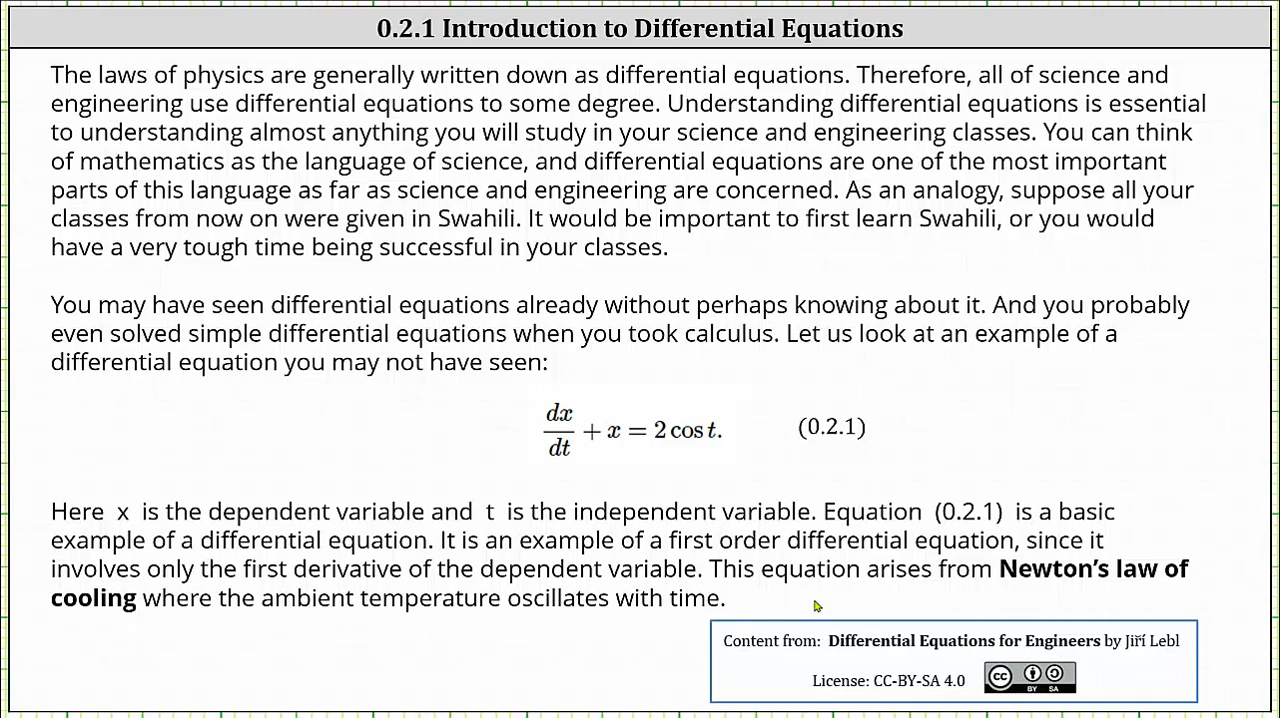 0.2.1 Introduction to Differential Equations
The laws of physics are generally written down as differential equations. Therefore, all of science and
engineering use differential equations to some degree. Understanding differential equations is essential
to understanding almost anything you will study in your science and engineering classes. You can think
of mathematics as the language of science, and differential equations are one of the most important
parts of this language as far as science and engineering are concerned. As an analogy, suppose all your
classes from now on were given in Swahili. It would be important to first learn Swahili, or you would
have a very tough time being successful in your classes.
You may have seen differential equations already without perhaps knowing about it. And you probably
even solved simple differential equations when you took calculus. Let us look at an example of a
differential equation you may not have seen:
dx/dt + x = 2 cos t. (0.2.1)
Here x is the dependent variable and t is the independent variable. Equation (0.2.1) is a basic
example of a differential equation. It is an example of a first order differential equation, since it
involves only the first derivative of the dependent variable. This equation arises from Newton’s law of
cooling where the ambient temperature oscillates with time.
Content from: Differential Equations for Engineers by Jiří Lebl
License: CC-BY-SA 4.0
cc BY SA